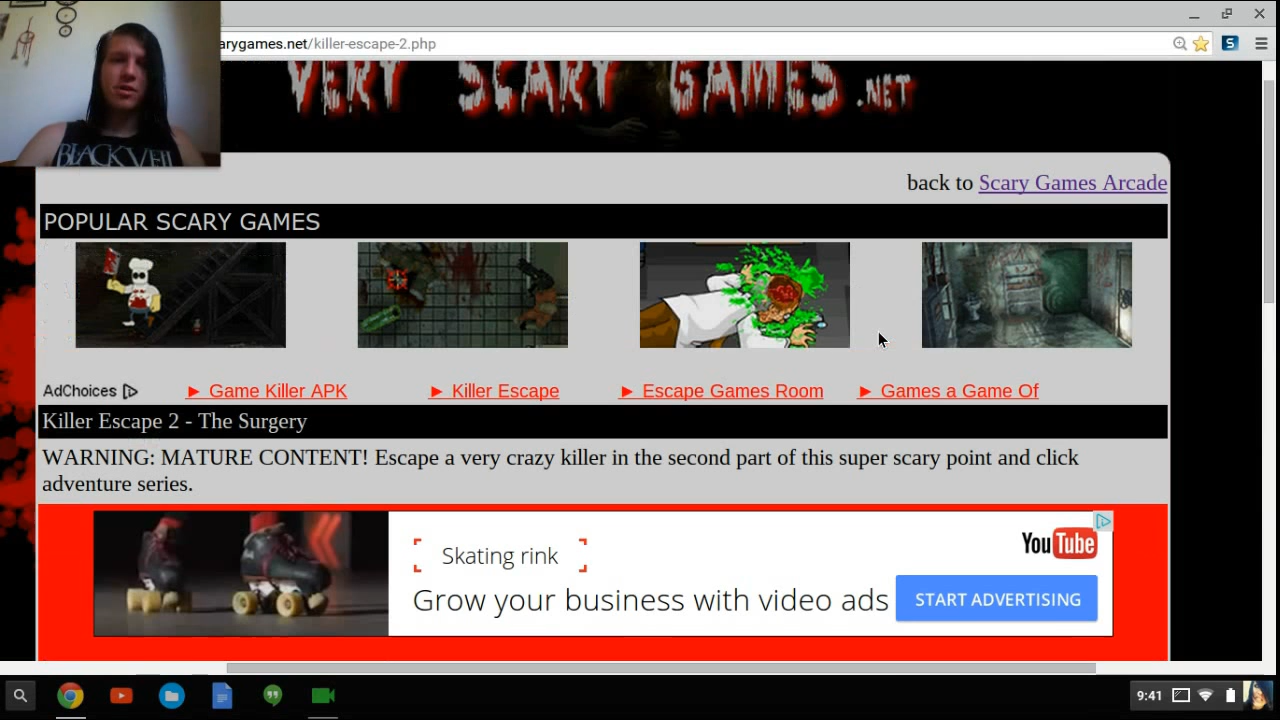 arygames.net/killer-escape-2.php
S
VERY SCARY GAMES .NET
BLACK VEIL
back to Scary Games Arcade
POPULAR SCARY GAMES
AdChoices
► Game Killer APK
► Killer Escape
► Escape Games Room
► Games a Game Of
Killer Escape 2 - The Surgery
WARNING: MATURE CONTENT! Escape a very crazy killer in the second part of this super scary point and click
adventure series.
Skating rink
YouTube
Grow your business with video ads
START ADVERTISING
9:41